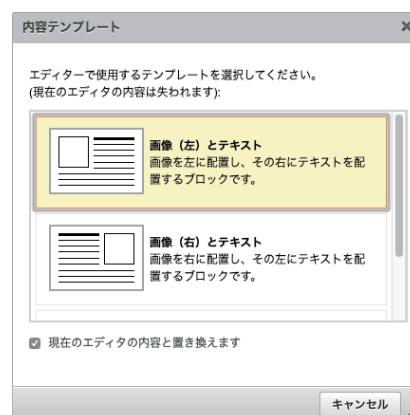 内容テンプレート
エディターで使用するテンプレートを選択してください。
(現在のエディタの内容は失われます):
画像（左）とテキスト
画像を左に配置し、その右にテキストを配
置するブロックです。
画像（右）とテキスト
画像を右に配置し、その左にテキストを配
置するブロックです。
現在のエディタの内容と置き換えます
キャンセル